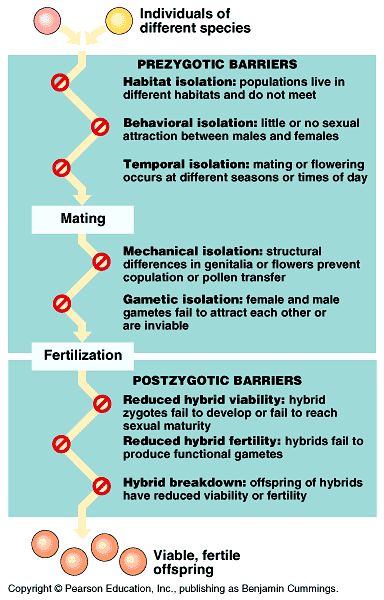 Individuals of
different species
PREZYGOTIC BARRIERS
Habitat isolation: populations live in
different habitats and do not meet
Behavioral isolation: little or no sexual
attraction between males and females
Temporal isolation: mating or flowering
occurs at different seasons or times of day
Mating
Mechanical isolation: structural
differences in genitalia or flowers prevent
copulation or pollen transfer
Gametic isolation: female and male
gametes fail to attract each other or
are inviable
Fertilization
POSTZYGOTIC BARRIERS
Reduced hybrid viability: hybrid
zygotes fail to develop or fail to reach
sexual maturity
Reduced hybrid fertility: hybrids fail to
produce functional gametes
Hybrid breakdown: offspring of hybrids
have reduced viability or fertility
Viable, fertile
offspring
Copyright © Pearson Education, Inc., publishing as Benjamin Cummings.